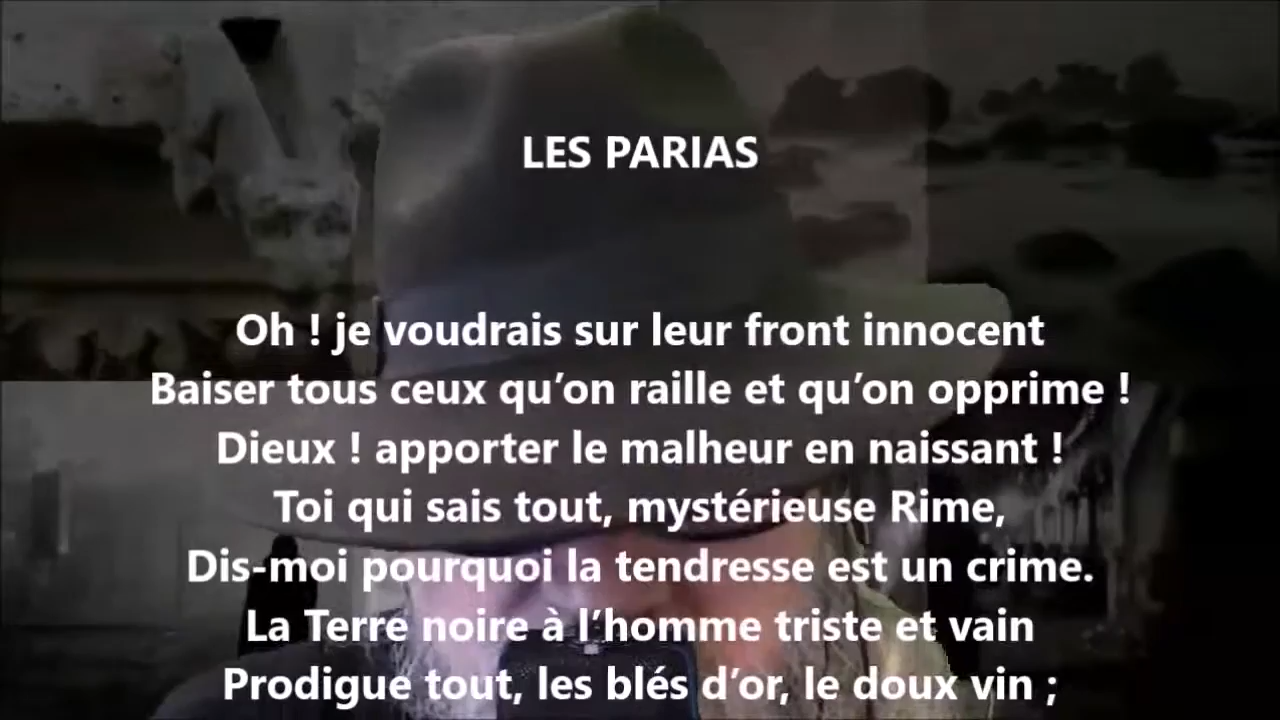 LES PARIAS
Oh ! je voudrais sur leur front innocent
Baiser tous ceux qu’on raille et qu’on opprime !
Dieux ! apporter le malheur en naissant !
Toi qui sais tout, mystérieuse Rime,
Dis-moi pourquoi la tendresse est un crime.
La Terre noire à l’homme triste et vain
Prodigue tout, les blés d’or, le doux vin ;